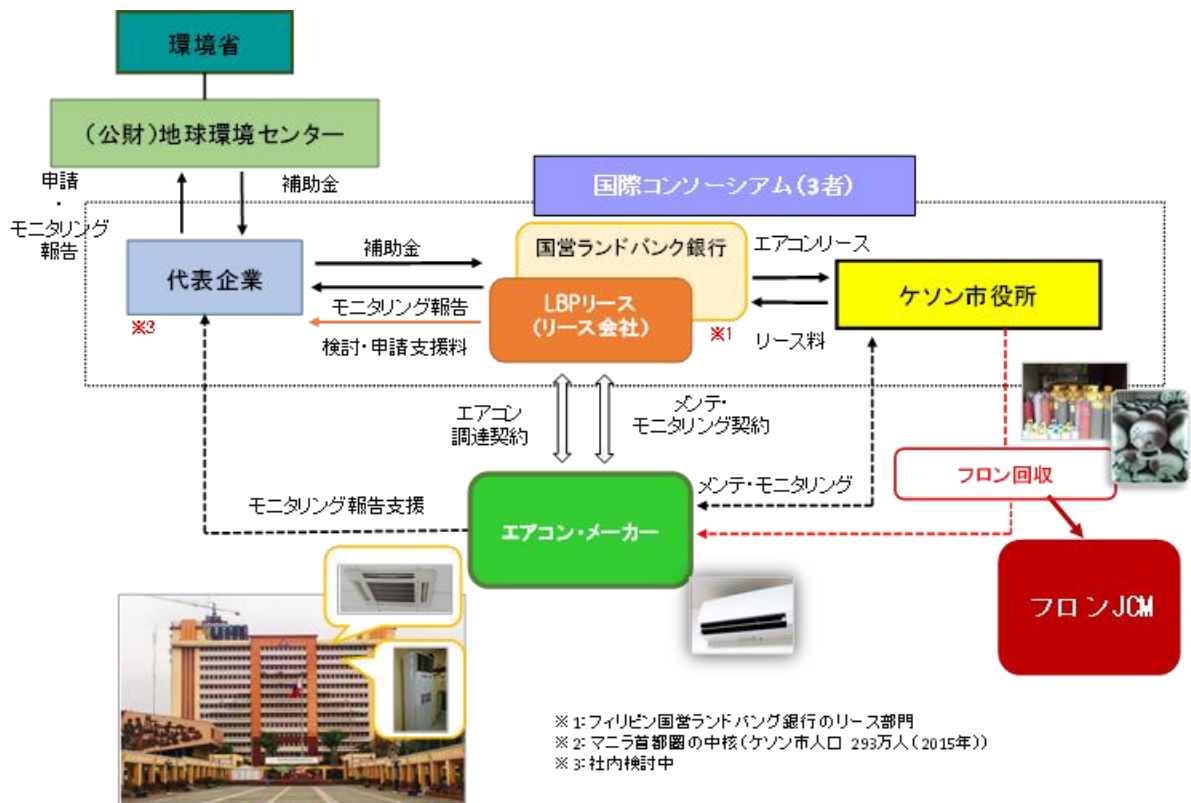 環境省
(公財)地球環境センター
申請
・
モニタリング
報告
補助金
国際コンソーシアム(3者)
代表企業
※3
補助金
モニタリング報告
検討・申請支援料
国営ランドバンク銀行
LBPリース
(リース会社)
※1
エアコンリース
リース料
ケソン市役所
エアコン
調達契約
メンテ・
モニタリング契約
フロン回収
モニタリング報告支援
メンテ・モニタリング
エアコン・メーカー
フロンJCM
※1:フィリピン国営ランドバング銀行のリース部門
※2:マニラ首都圏の中核(ケソン市人口 293万人(2015年))
※3:社内検討中